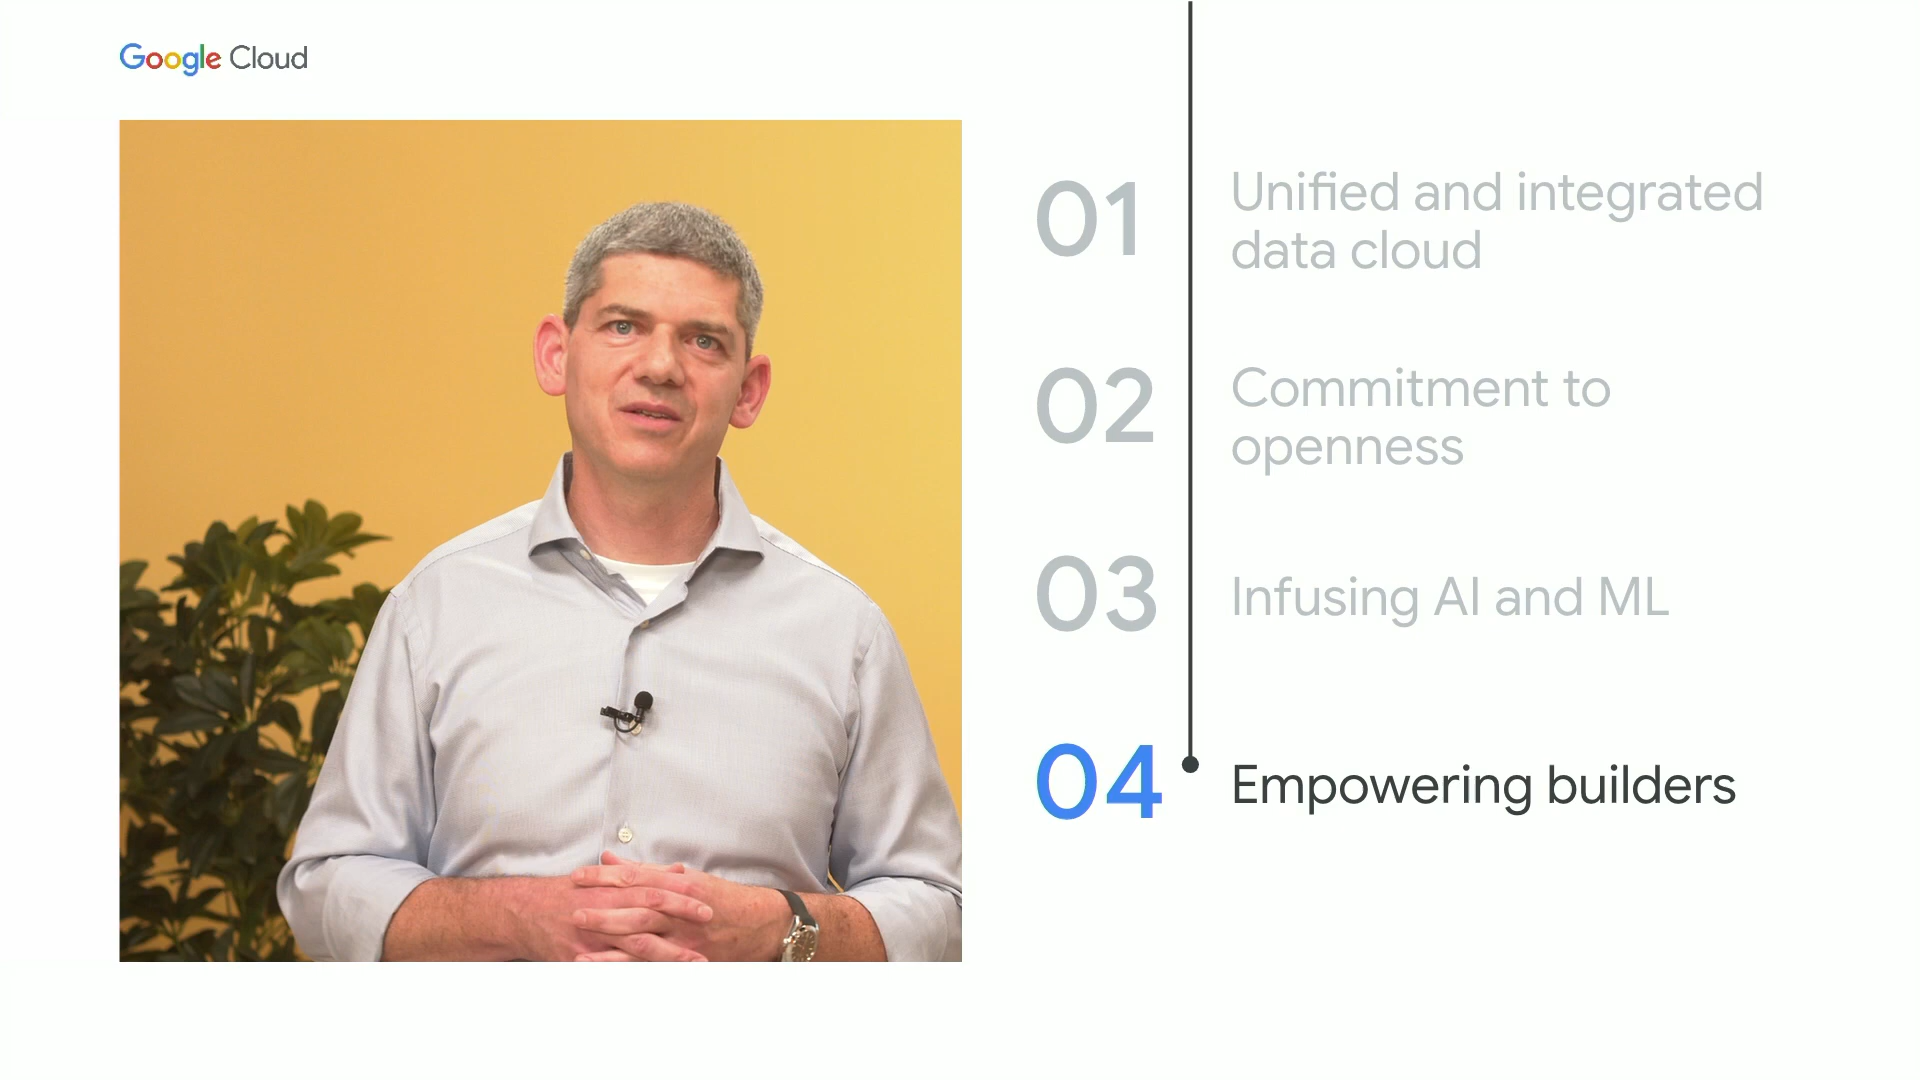 Google Cloud
01
Unified and integrated
data cloud
02
Commitment to
openness
03
Infusing AI and ML
04
Empowering builders